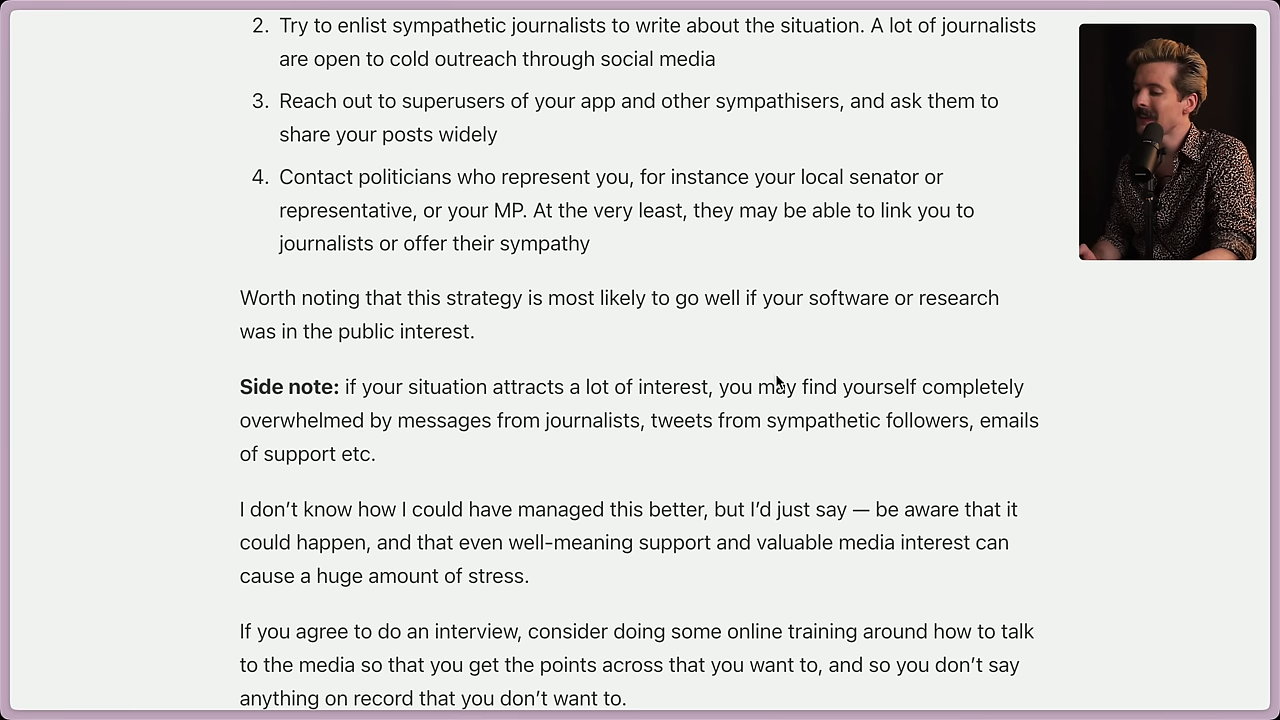 2. Try to enlist sympathetic journalists to write about the situation. A lot of journalists
are open to cold outreach through social media
3. Reach out to superusers of your app and other sympathisers, and ask them to
share your posts widely
4. Contact politicians who represent you, for instance your local senator or
representative, or your MP. At the very least, they may be able to link you to
journalists or offer their sympathy
Worth noting that this strategy is most likely to go well if your software or research
was in the public interest.
Side note: if your situation attracts a lot of interest, you may find yourself completely
overwhelmed by messages from journalists, tweets from sympathetic followers, emails
of support etc.
I don’t know how I could have managed this better, but I’d just say — be aware that it
could happen, and that even well-meaning support and valuable media interest can
cause a huge amount of stress.
If you agree to do an interview, consider doing some online training around how to talk
to the media so that you get the points across that you want to, and so you don’t say
anything on record that you don’t want to.